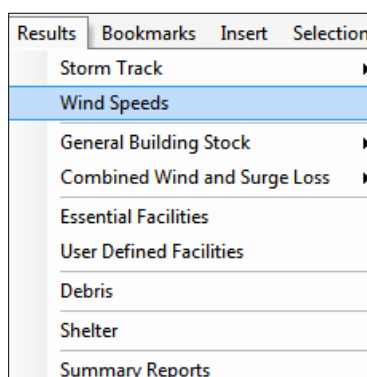 Results Bookmarks Insert Selection
Storm Track
Wind Speeds
General Building Stock
Combined Wind and Surge Loss
Essential Facilities
User Defined Facilities
Debris
Shelter
Summary Reports